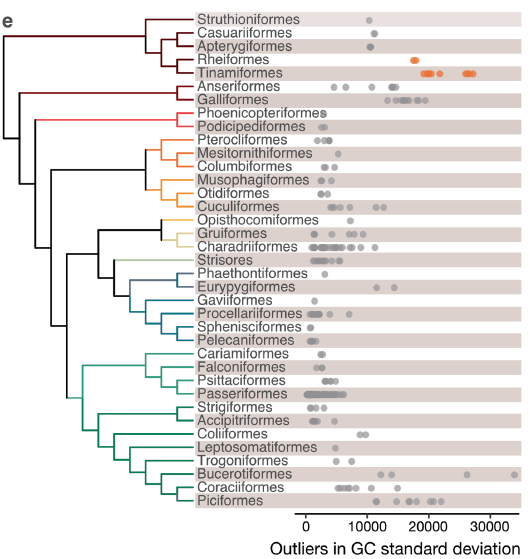 e
Struthioniformes
Casuariiformes
Apterygiformes
Rheiformes
Tinamiformes
Anseriformes
Galliformes
Phoenicopteriformes
Podicipediformes
Pterocliformes
Mesitornithiformes
Columbiformes
Musophagiformes
Otidiformes
Cuculiformes
Opisthocomiformes
Gruiformes
Charadriiformes
Strisores
Phaethontiformes
Eurypygiformes
Gaviiformes
Procellariiformes
Sphenisciformes
Pelecaniformes
Cariamiformes
Falconiformes
Psittaciformes
Passeriformes
Strigiformes
Accipitriformes
Coliiformes
Leptosomatiformes
Trogoniformes
Bucerotiformes
Coraciiformes
Piciformes
0 10000 20000 30000
Outliers in GC standard deviation